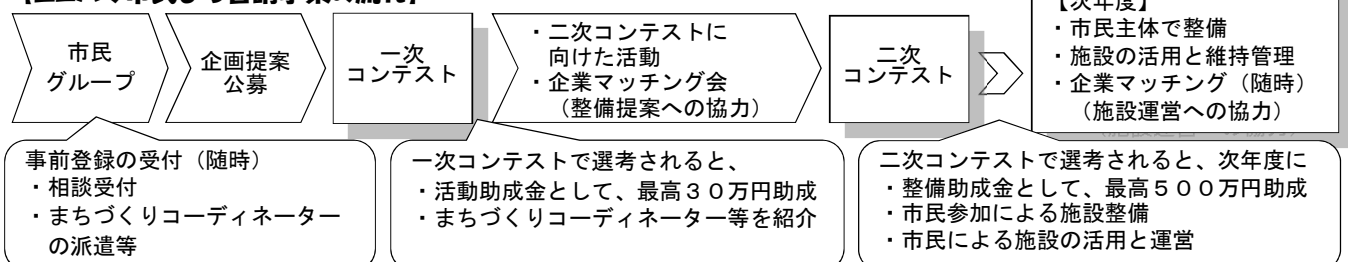 市民
グループ
企画提案
公募
一次
コンテスト
・二次コンテストに
向けた活動
・企業マッチング会
（整備提案への協力）
二次
コンテスト
【次年度】
・市民主体で整備
・施設の活用と維持管理
・企業マッチング（随時）
（施設運営への協力）
事前登録の受付（随時）
・相談受付
・まちづくりコーディネーター
の派遣等
一次コンテストで選考されると、
・活動助成金として、最高３０万円助成
・まちづくりコーディネーター等を紹介
二次コンテストで選考されると、次年度に
・整備助成金として、最高５００万円助成
・市民参加による施設整備
・市民による施設の活用と運営